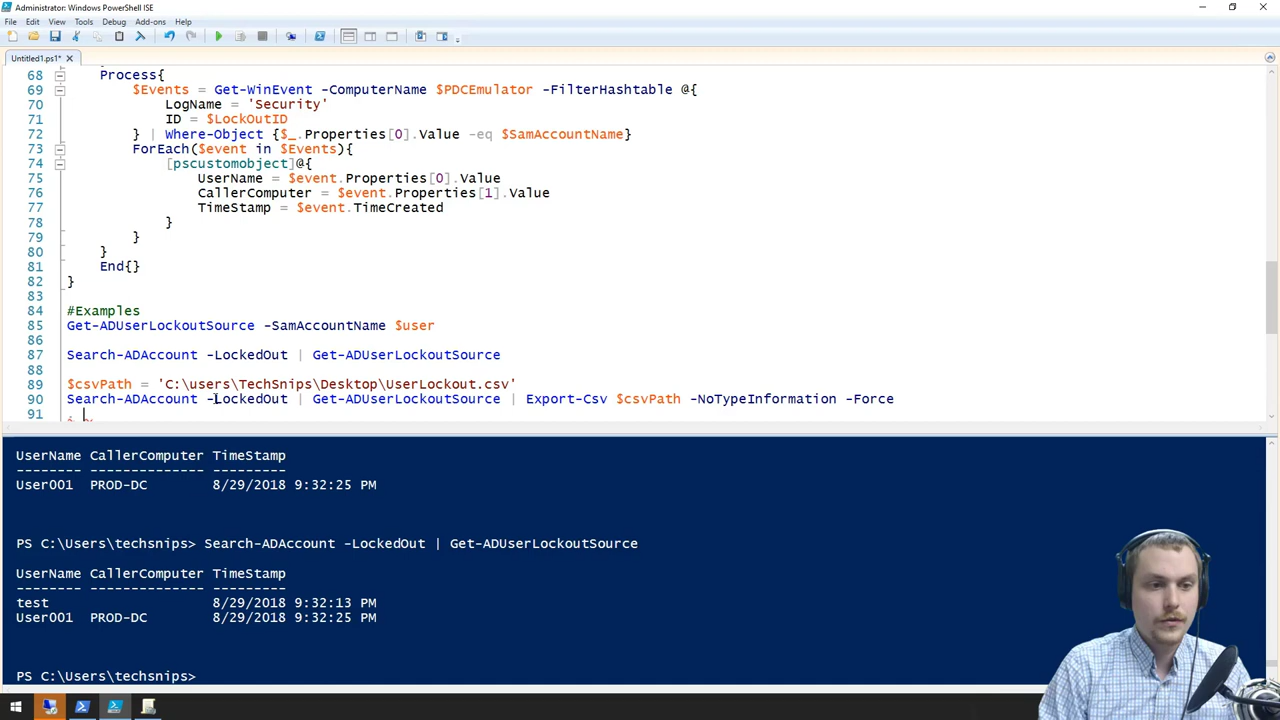 Administrator: Windows PowerShell ISE
File Edit View Tools Debug Add-ons Help
Untitled1.ps1* X
68 Process{
69 $Events = Get-WinEvent -ComputerName $PDCEmulator -FilterHashtable @{
70 LogName = 'Security'
71 ID = $LockOutID
72 } | Where-Object {$_.Properties[0].Value -eq $SamAccountName}
73 ForEach($event in $Events){
74 [pscustomobject]@{
75 UserName = $event.Properties[0].Value
76 CallerComputer = $event.Properties[1].Value
77 TimeStamp = $event.TimeCreated
78 }
79 }
80 }
81 End{}
82 }
83
84 #Examples
85 Get-ADUserLockoutSource -SamAccountName $user
86
87 Search-ADAccount -LockedOut | Get-ADUserLockoutSource
88
89 $csvPath = 'C:\users\TechSnips\Desktop\UserLockout.csv'
90 Search-ADAccount -LockedOut | Get-ADUserLockoutSource | Export-Csv $csvPath -NoTypeInformation -Force
91
UserName CallerComputer TimeStamp
-------- -------------- ---------
User001 PROD-DC 8/29/2018 9:32:25 PM
PS C:\Users\techsnips> Search-ADAccount -LockedOut | Get-ADUserLockoutSource
UserName CallerComputer TimeStamp
-------- -------------- ---------
test 8/29/2018 9:32:13 PM
User001 PROD-DC 8/29/2018 9:32:25 PM
PS C:\Users\techsnips>